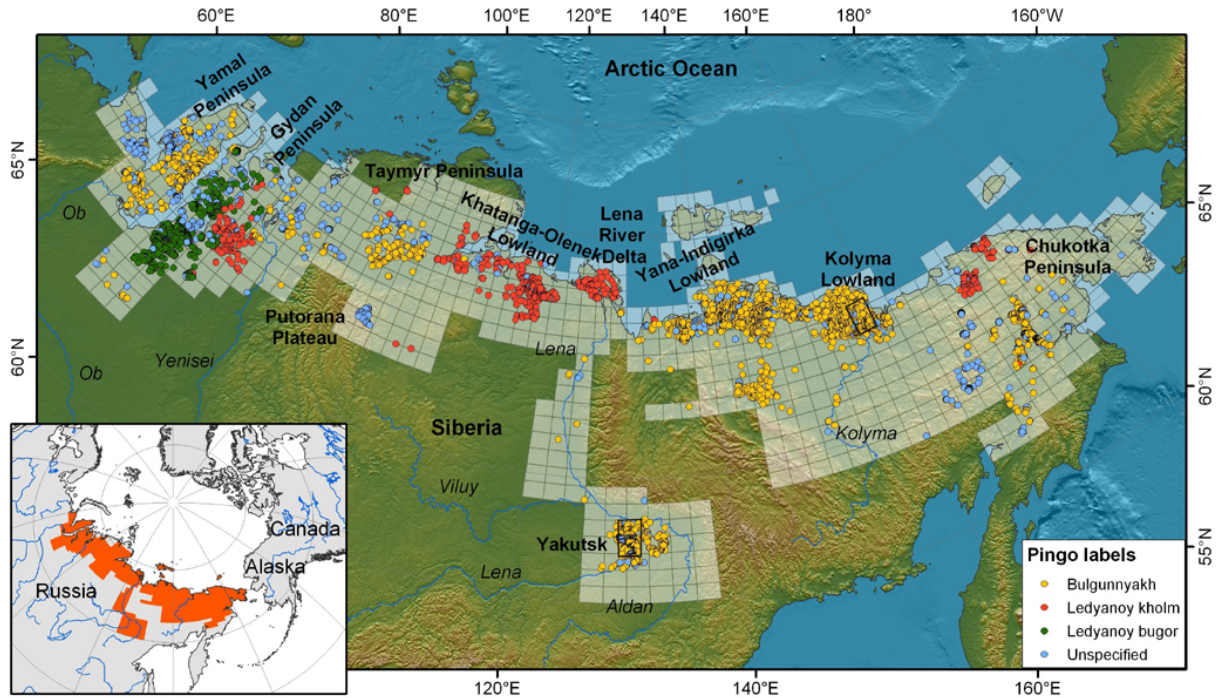 60°E
80°E
100°E
120°E
140°E
160°E
180°
160°W
Arctic Ocean
Yamal
Peninsula
Gydan
Peninsula
65°N
65°N
Taymyr Peninsula
Khatanga-Olenek
Lowland
Lena
River
Delta
Yana-Indigirka
Lowland
Kolyma
Lowland
Chukotka
Peninsula
Ob
Putorana
Plateau
Lena
60°N
60°N
Yenisei
Ob
Siberia
Kolyma
Viluy
Canada
Alaska
Russia
Yakutsk
Lena
Aldan
55°N
Pingo labels
Bulgunnyakh
Ledyanoy kholm
Ledyanoy bugor
Unspecified
120°E
140°E
160°E